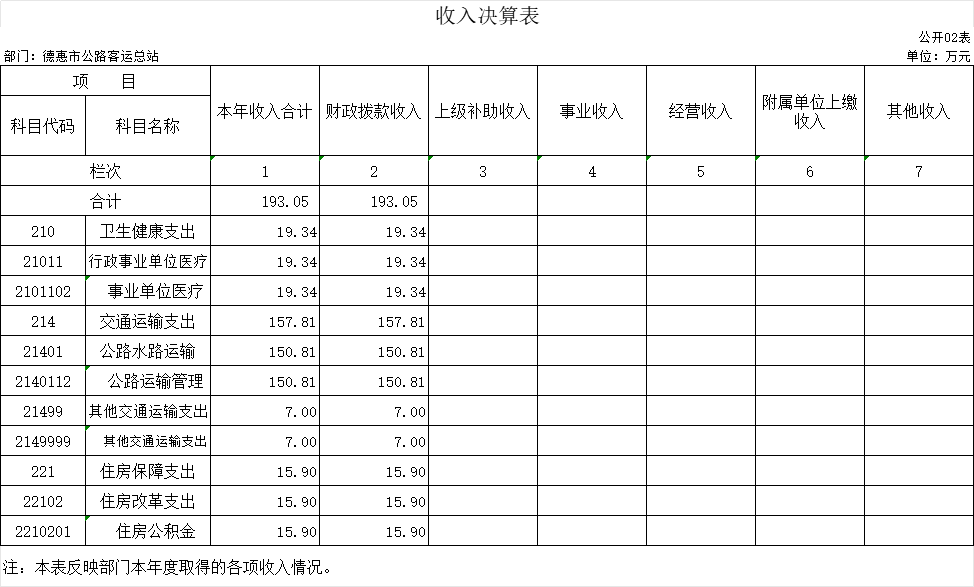 收入决算表
公开02表
部门：德惠市公路客运总站 单位：万元
项 目 本年收入合计 财政拨款收入 上级补助收入 事业收入 经营收入 附属单位上缴收入 其他收入
科目代码 科目名称
栏次 1 2 3 4 5 6 7
合计 193.05 193.05
210 卫生健康支出 19.34 19.34
21011 行政事业单位医疗 19.34 19.34
2101102 事业单位医疗 19.34 19.34
214 交通运输支出 157.81 157.81
21401 公路水路运输 150.81 150.81
2140112 公路运输管理 150.81 150.81
21499 其他交通运输支出 7.00 7.00
2149999 其他交通运输支出 7.00 7.00
221 住房保障支出 15.90 15.90
22102 住房改革支出 15.90 15.90
2210201 住房公积金 15.90 15.90
注：本表反映部门本年度取得的各项收入情况。